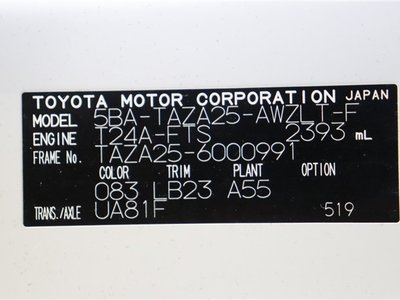 TOYOTA MOTOR CORPORATION JAPAN
MODEL 5BA-TAZA25-AWZLT-F
ENGINE T24A-FTS 2393 mL
FRAME No. TAZA25-6000991
COLOR TRIM PLANT OPTION
083 LB23 A55
TRANS./AXLE UA81F 519